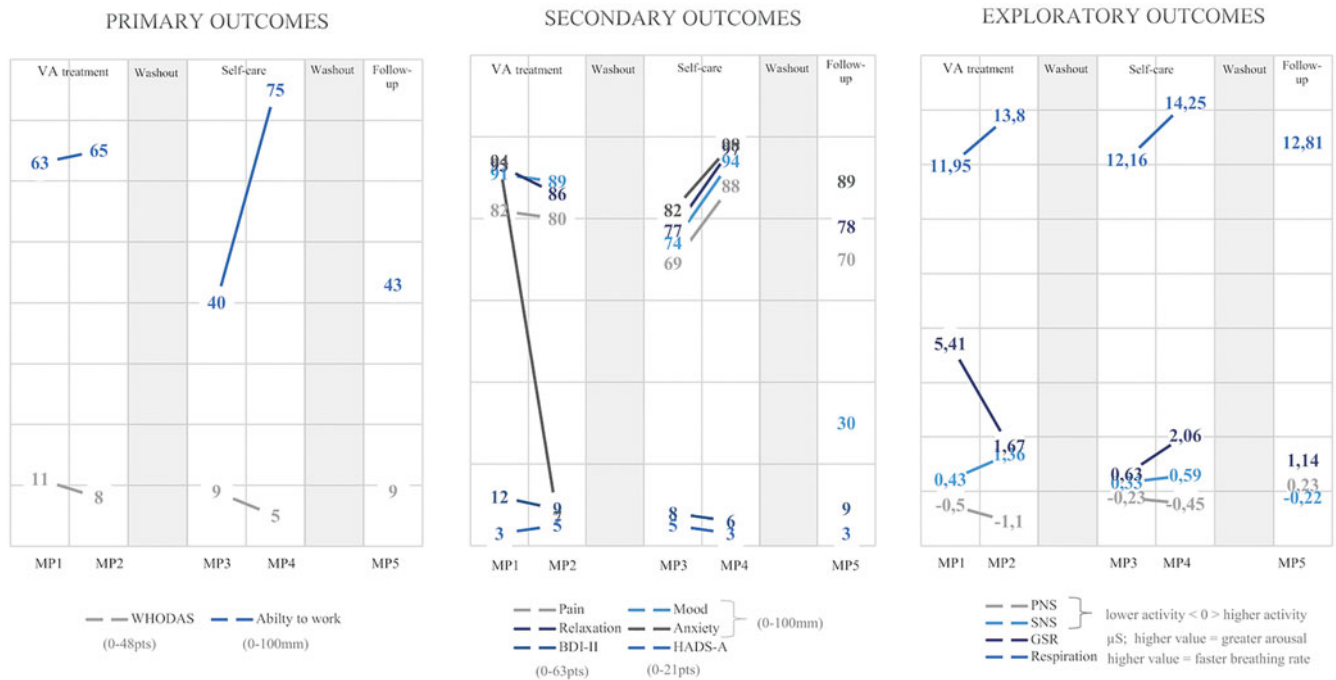 PRIMARY OUTCOMES
VA treatment
Washout
Self-care
Washout
Follow-
up
75
63
65
40
43
11
8
9
5
9
MP1
MP2
MP3
MP4
MP5
WHODAS
Abilty to work
(0-48pts)
(0-100mm)
SECONDARY OUTCOMES
VA treatment
Washout
Self-care
Washout
Follow-
up
94
91
89
86
82
80
98
94
88
82
77
74
69
89
78
70
30
12
9
3
5
8
6
5
3
9
3
MP1
MP2
MP3
MP4
MP5
Pain
Mood
Relaxation
Anxiety
(0-100mm)
BDI-II
HADS-A
(0-63pts)
(0-21pts)
EXPLORATORY OUTCOMES
VA treatment
Washout
Self-care
Washout
Follow-
up
13,8
11,95
14,25
12,16
12,81
5,41
1,67
1,36
0,43
-0,5
-1,1
2,06
0,63
0,33
0,59
-0,23
-0,45
1,14
0,23
-0,22
MP1
MP2
MP3
MP4
MP5
PNS
SNS
lower activity < 0 > higher activity
GSR
µS; higher value = greater arousal
Respiration
higher value = faster breathing rate